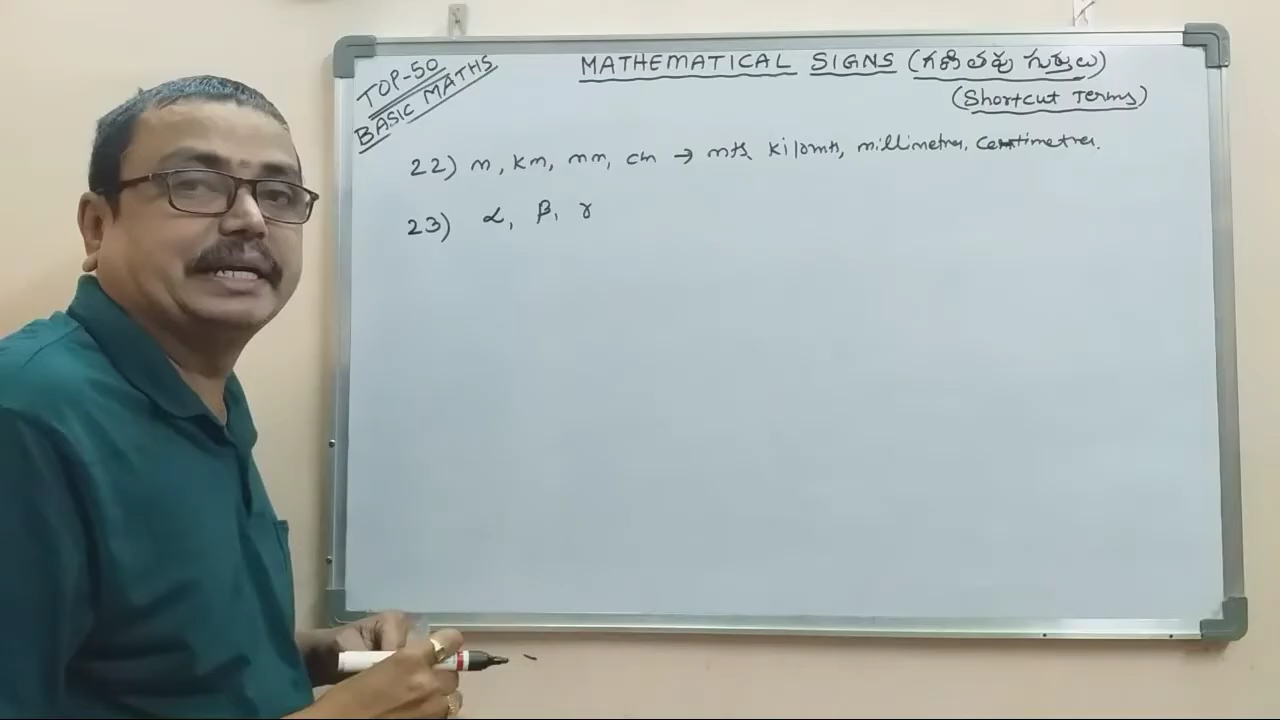 TOP-50
BASIC MATHS
MATHEMATICAL SIGNS (గణితపు గుర్తులు)
(Shortcut Terms)
22) m, km, mm, cm → mts, kilomts, millimetres, centimetres.
23) α, β, γ